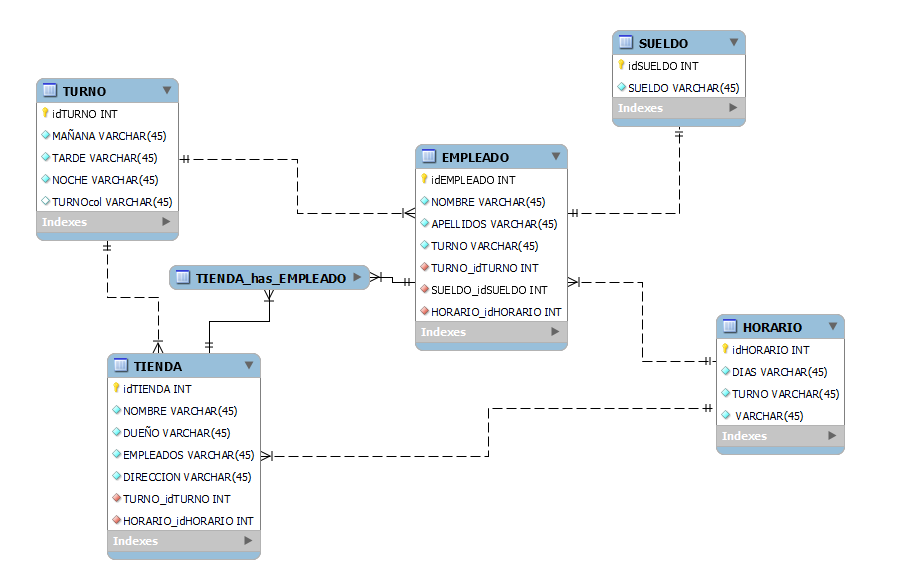 SUELDO
idSUELDO INT
SUELDO VARCHAR(45)
Indexes
TURNO
idTURNO INT
MAÑANA VARCHAR(45)
TARDE VARCHAR(45)
NOCHE VARCHAR(45)
TURNOcol VARCHAR(45)
Indexes
EMPLEADO
idEMPLEADO INT
NOMBRE VARCHAR(45)
APELLIDOS VARCHAR(45)
TURNO VARCHAR(45)
TURNO_idTURNO INT
SUELDO_idSUELDO INT
HORARIO_idHORARIO INT
Indexes
TIENDA_has_EMPLEADO
HORARIO
idHORARIO INT
DIAS VARCHAR(45)
TURNO VARCHAR(45)
VARCHAR(45)
Indexes
TIENDA
idTIENDA INT
NOMBRE VARCHAR(45)
DUEÑO VARCHAR(45)
EMPLEADOS VARCHAR(45)
DIRECCION VARCHAR(45)
TURNO_idTURNO INT
HORARIO_idHORARIO INT
Indexes